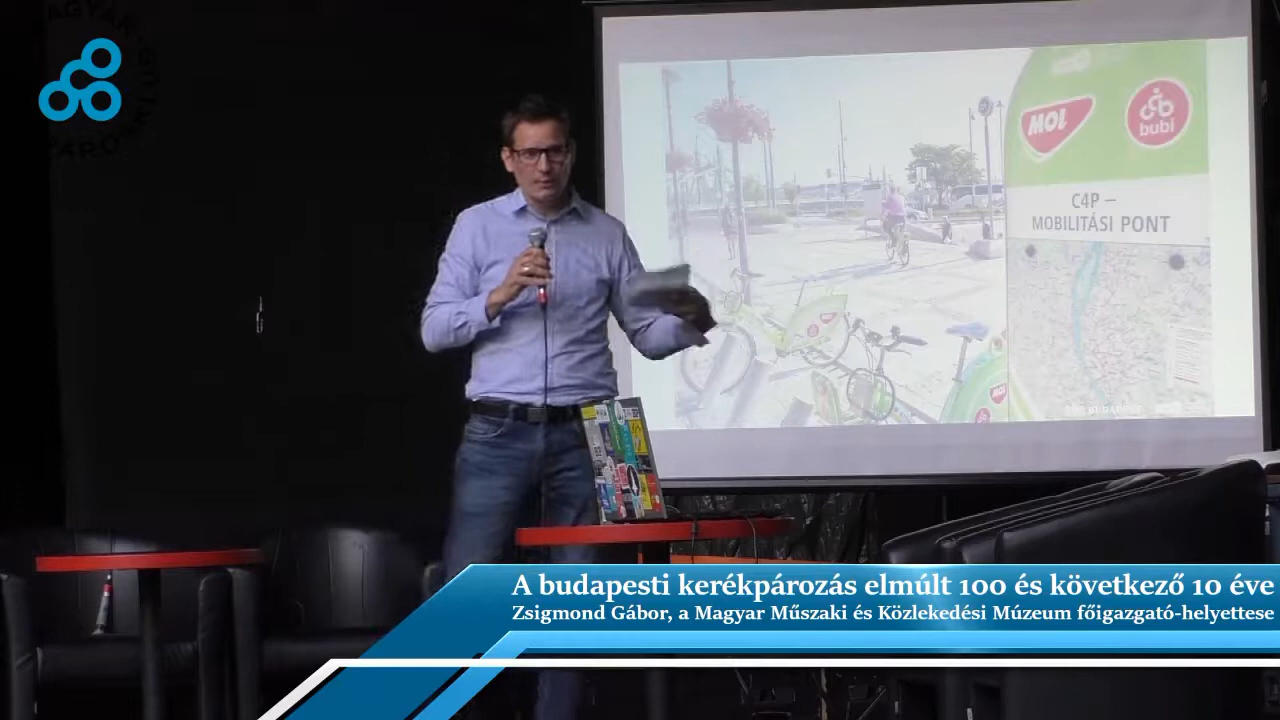 MOL
bubi
C4P –
MOBILITÁSI PONT
MOL
A budapesti kerékpározás elmúlt 100 és következő 10 éve
Zsigmond Gábor, a Magyar Műszaki és Közlekedési Múzeum főigazgató-helyettese